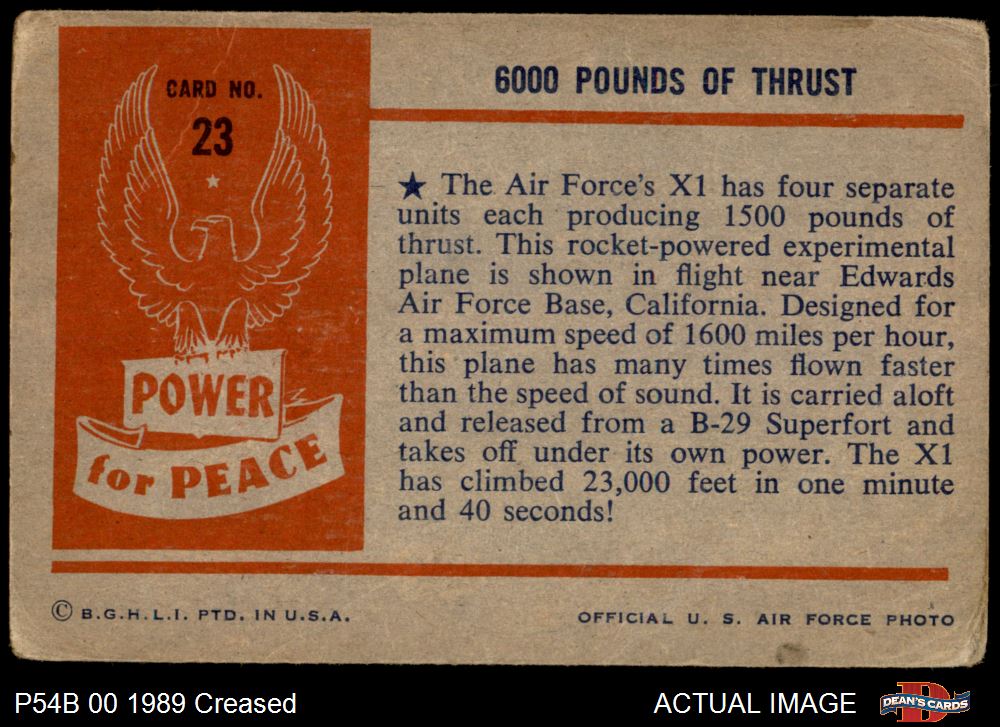 CARD NO.
23
POWER
for PEACE
6000 POUNDS OF THRUST
★ The Air Force's X1 has four separate
units each producing 1500 pounds of
thrust. This rocket-powered experimental
plane is shown in flight near Edwards
Air Force Base, California. Designed for
a maximum speed of 1600 miles per hour,
this plane has many times flown faster
than the speed of sound. It is carried aloft
and released from a B-29 Superfort and
takes off under its own power. The X1
has climbed 23,000 feet in one minute
and 40 seconds!
© B.G.H.L.I. PTD. IN U.S.A.
OFFICIAL U. S. AIR FORCE PHOTO
P54B 00 1989 Creased
ACTUAL IMAGE
DEAN'S CARDS